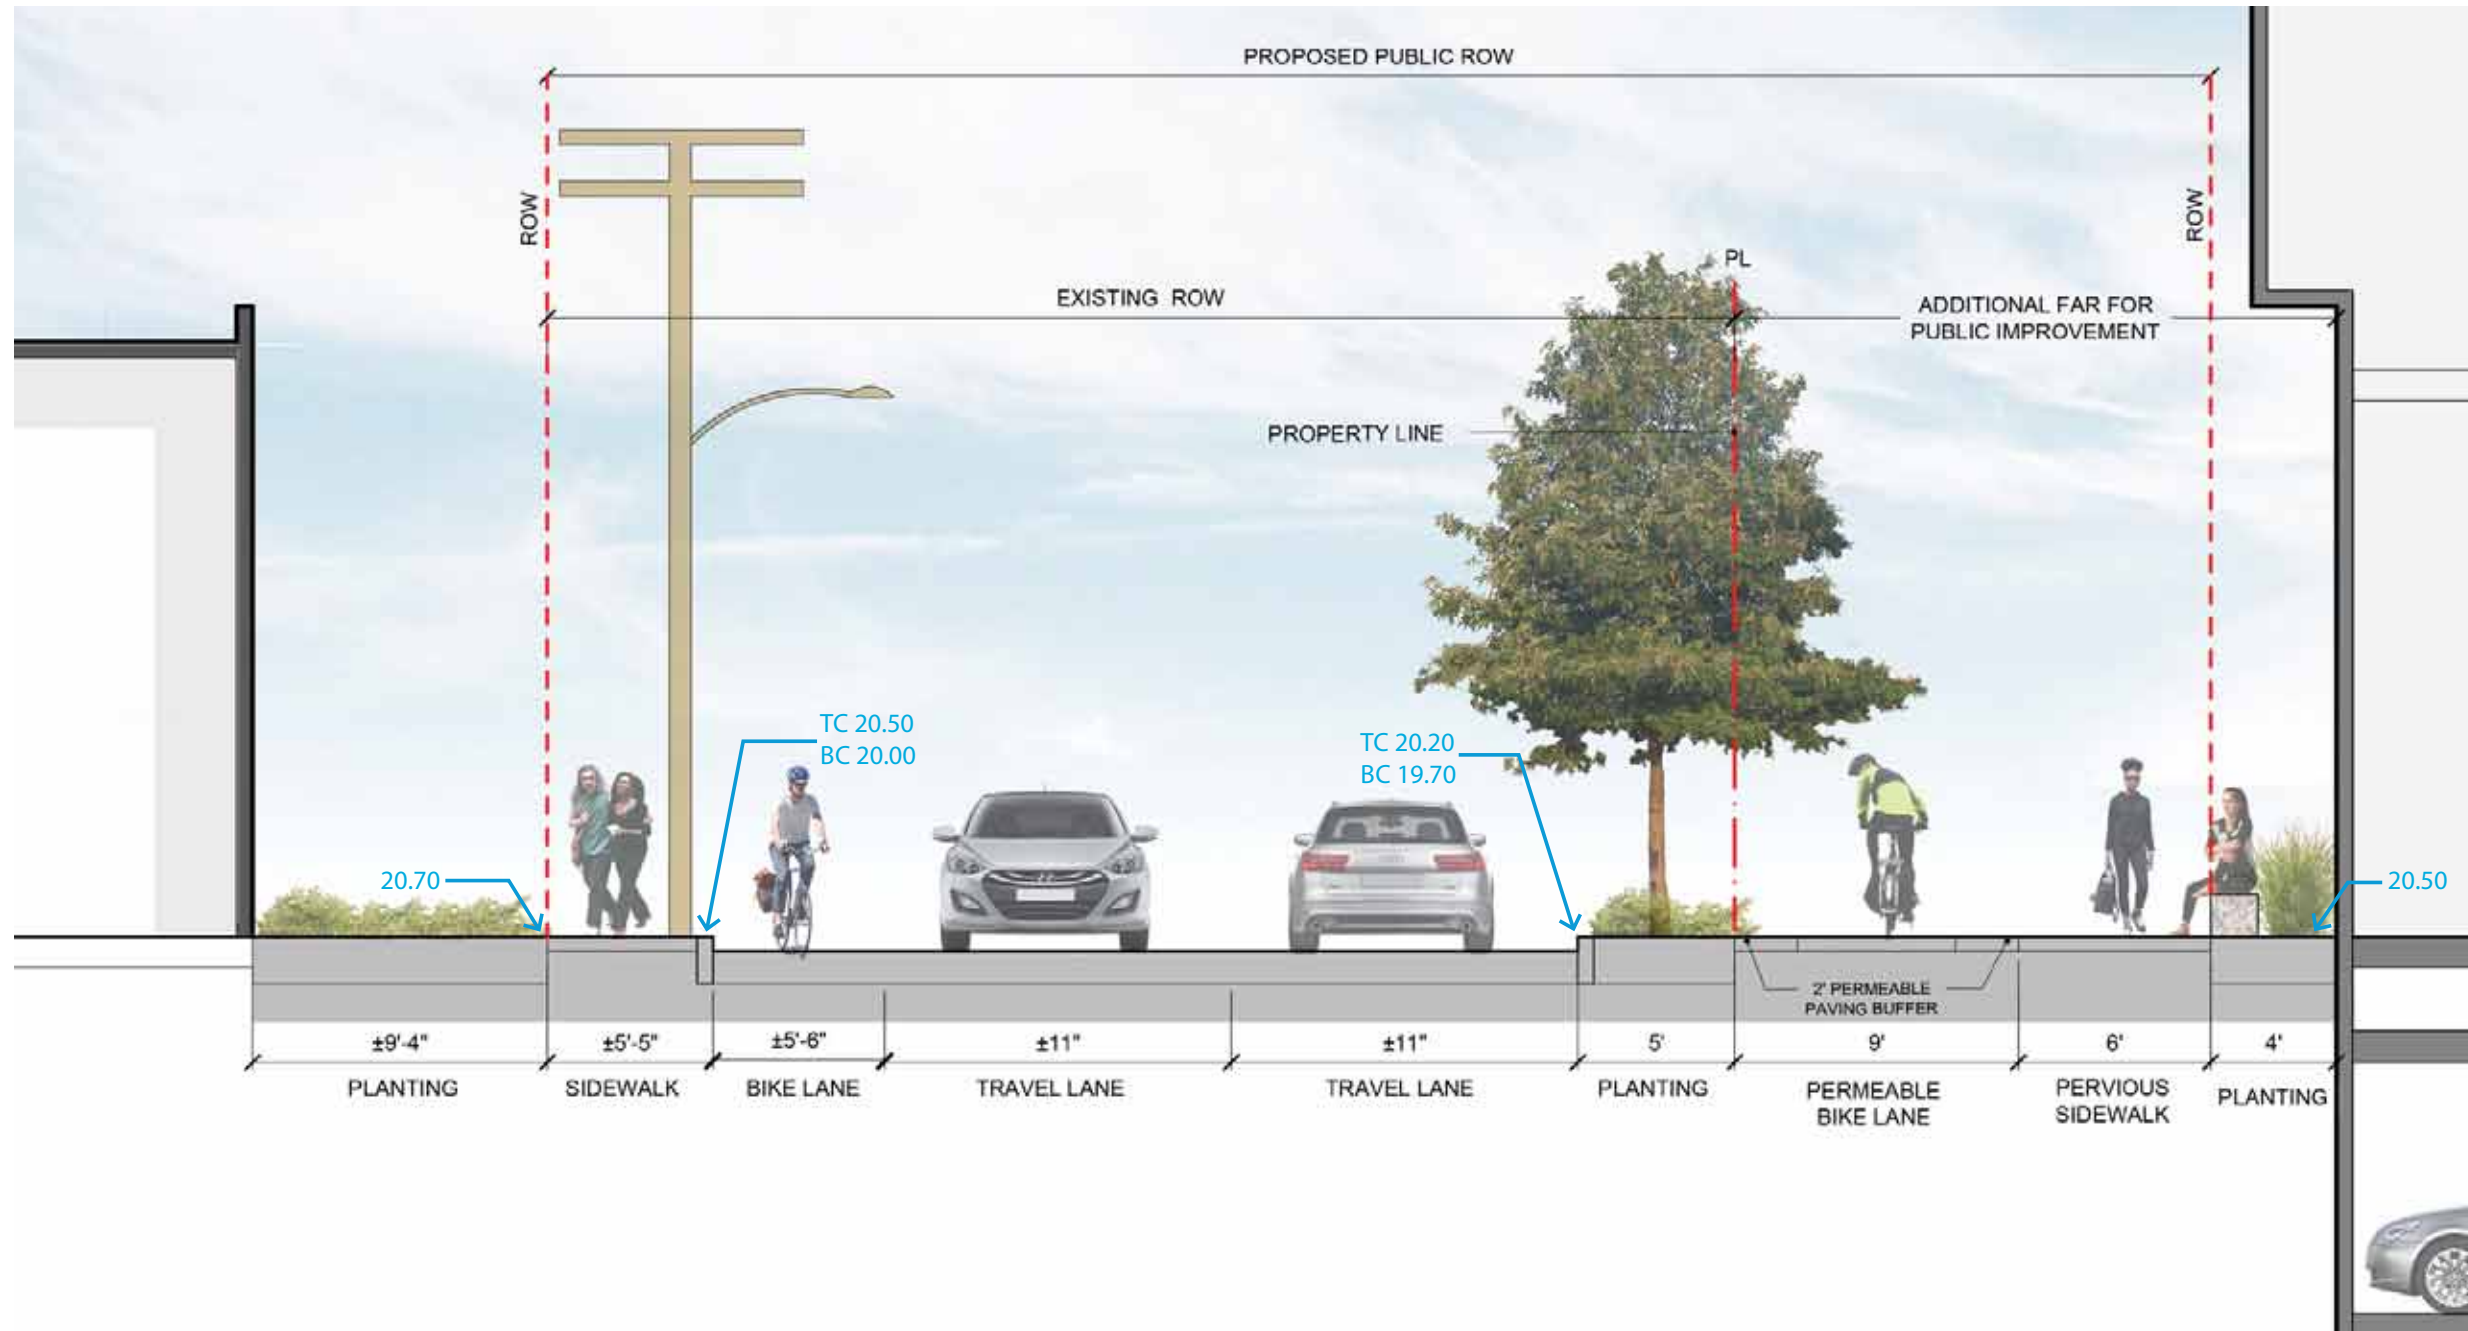 PROPOSED PUBLIC ROW
ROW
ROW
PL
EXISTING ROW
ADDITIONAL FAR FOR
PUBLIC IMPROVEMENT
PROPERTY LINE
TC 20.50
BC 20.00
TC 20.20
BC 19.70
20.70
20.50
2' PERMEABLE
PAVING BUFFER
±9'-4"
±5'-5"
±5'-6"
±11"
±11"
5'
9'
6'
4'
PLANTING
SIDEWALK
BIKE LANE
TRAVEL LANE
TRAVEL LANE
PLANTING
PERMEABLE
BIKE LANE
PERVIOUS
SIDEWALK
PLANTING